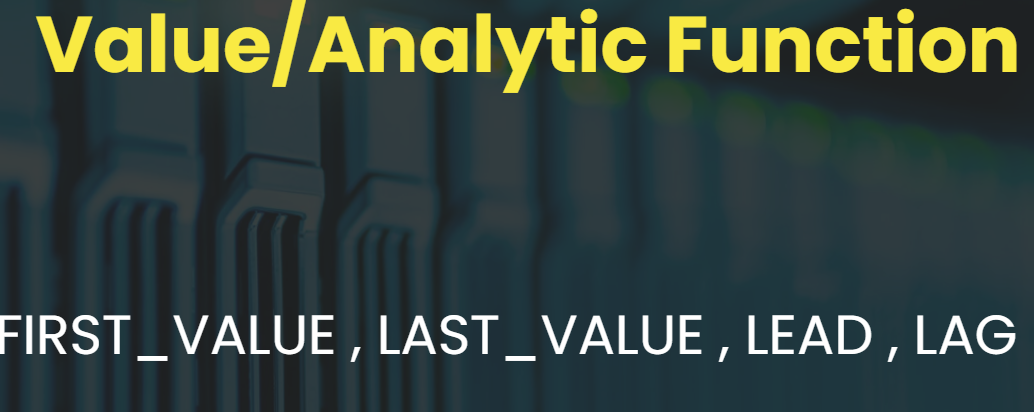 Value/Analytic Function
FIRST_VALUE , LAST_VALUE , LEAD , LAG